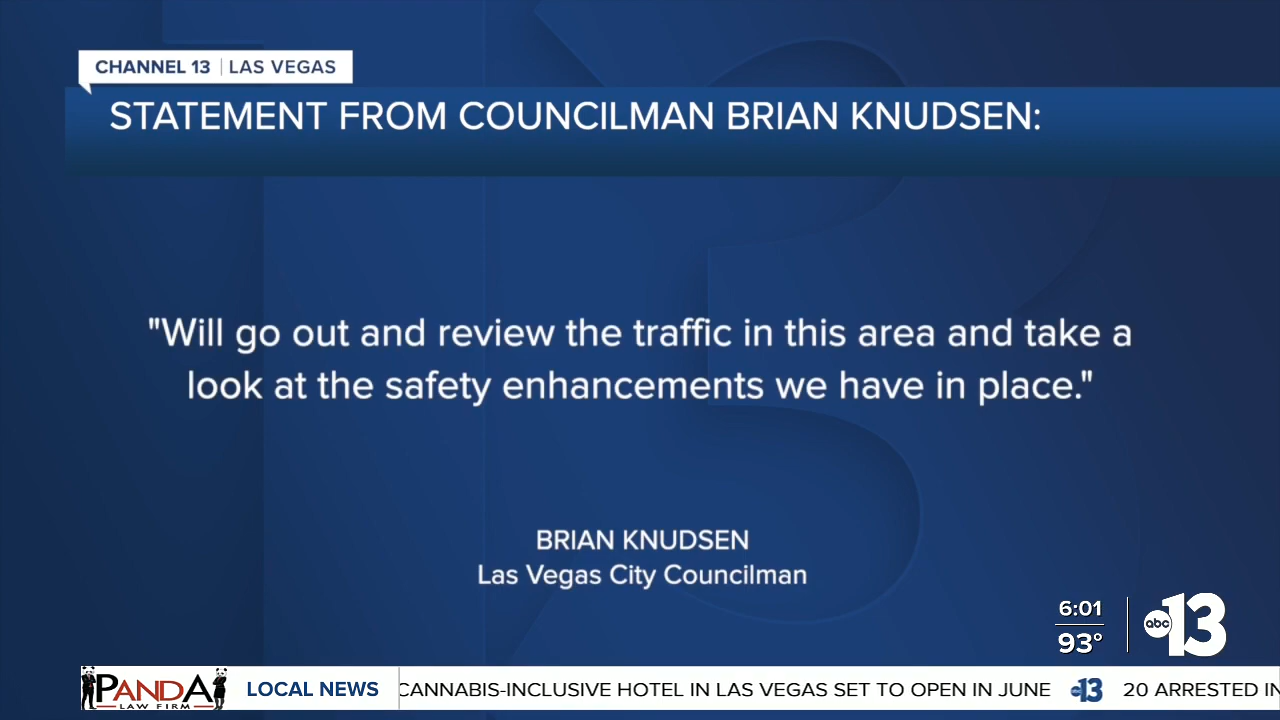 CHANNEL 13 | LAS VEGAS
STATEMENT FROM COUNCILMAN BRIAN KNUDSEN:
"Will go out and review the traffic in this area and take a
look at the safety enhancements we have in place."
BRIAN KNUDSEN
Las Vegas City Councilman
6:01
93°
abc 13
PANDA
LAW FIRM
LOCAL NEWS
CANNABIS-INCLUSIVE HOTEL IN LAS VEGAS SET TO OPEN IN JUNE abc 13 20 ARRESTED IN